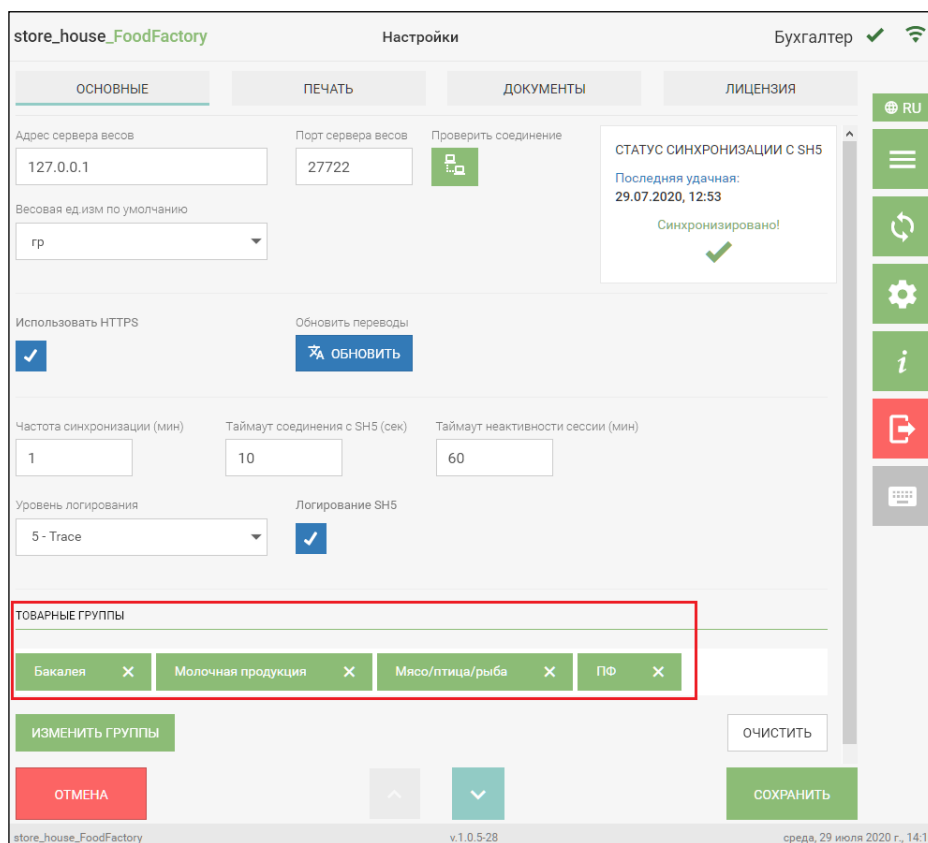 store_house_FoodFactory Настройки Бухгалтер
ОСНОВНЫЕ ПЕЧАТЬ ДОКУМЕНТЫ ЛИЦЕНЗИЯ
RU
Адрес сервера весов Порт сервера весов Проверить соединение
127.0.0.1 27722
СТАТУС СИНХРОНИЗАЦИИ С SH5
Последняя удачная:
29.07.2020, 12:53
Синхронизировано!
Весовая ед.изм по умолчанию
гр
Использовать HTTPS Обновить переводы
ОБНОВИТЬ
Частота синхронизации (мин) Таймаут соединения с SH5 (сек) Таймаут неактивности сессии (мин)
1 10 60
Уровень логирования Логирование SH5
5 - Trace
ТОВАРНЫЕ ГРУППЫ
Бакалея Молочная продукция Мясо/птица/рыба ПФ
ИЗМЕНИТЬ ГРУППЫ ОЧИСТИТЬ
ОТМЕНА СОХРАНИТЬ
store_house_FoodFactory v.1.0.5-28 среда, 29 июля 2020 г., 14:1